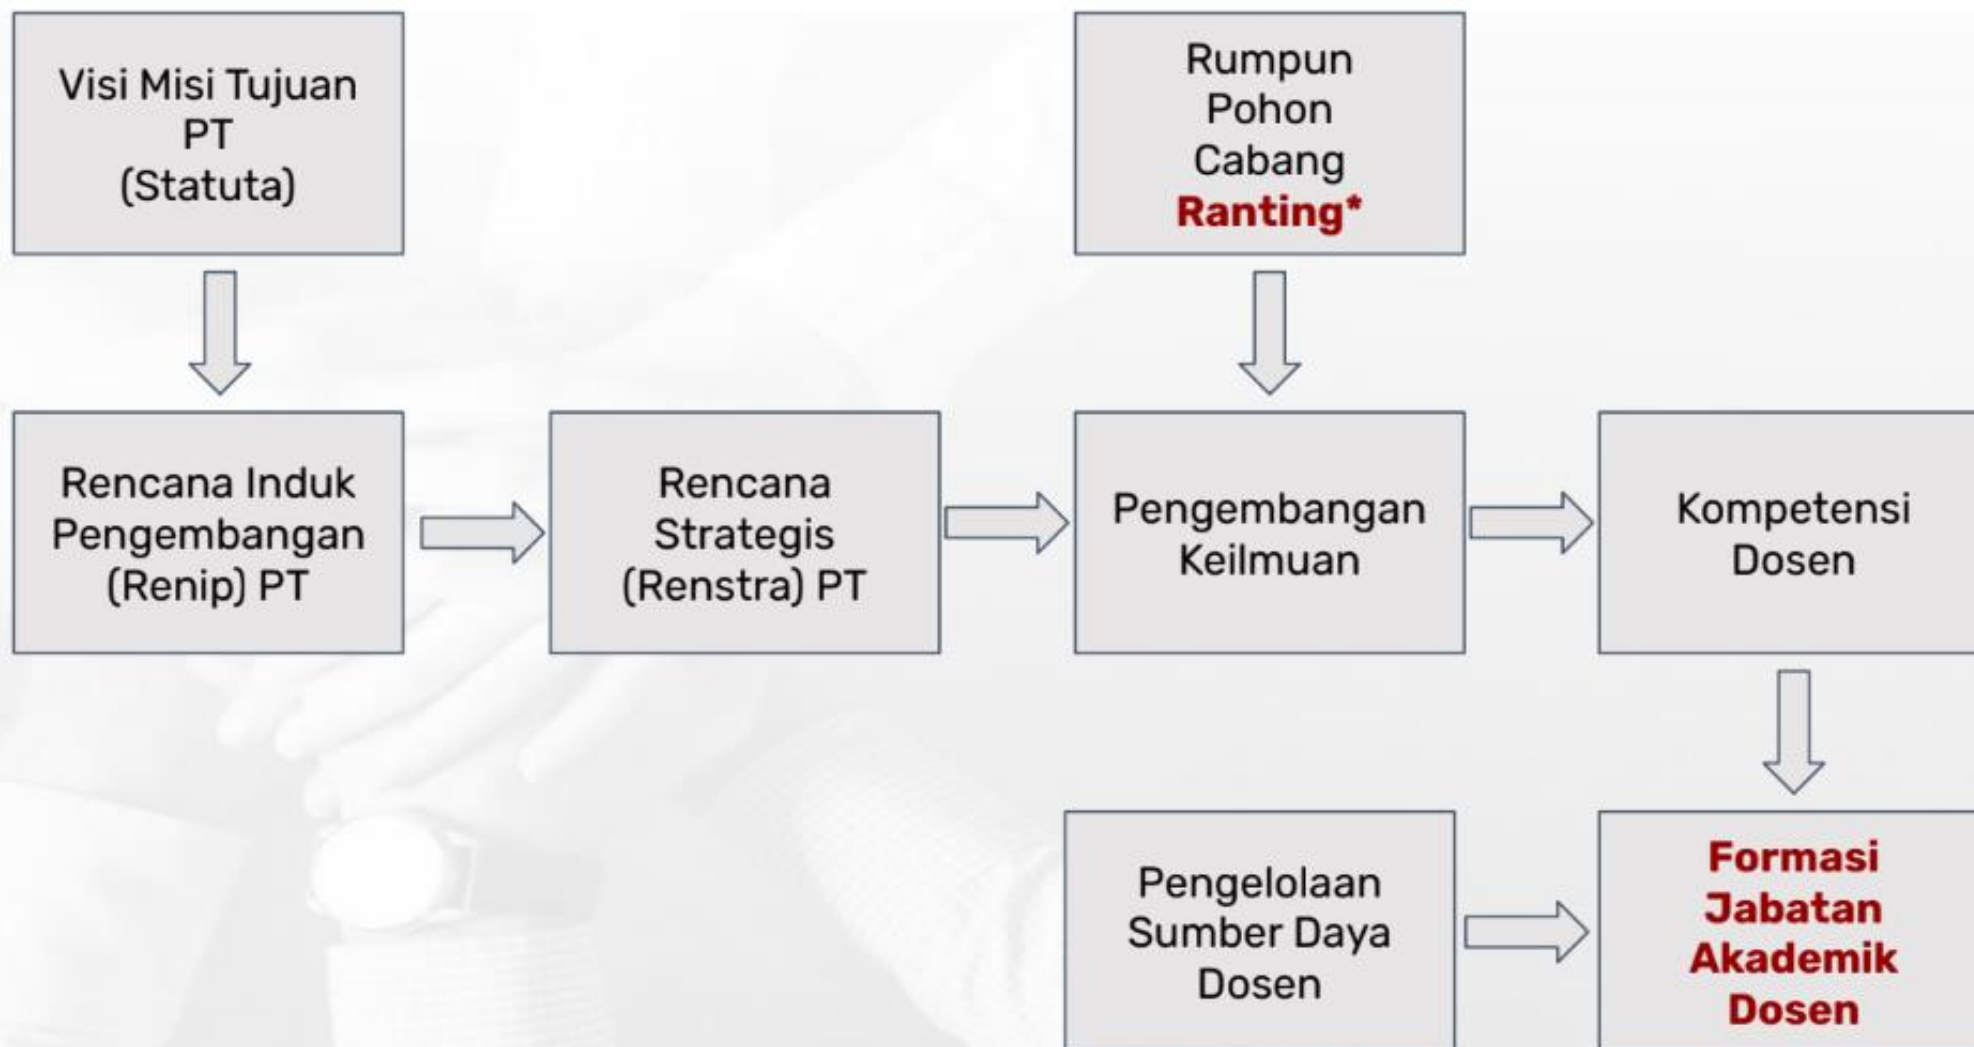 Visi Misi Tujuan
PT
(Statuta)
Rumpun
Pohon
Cabang
Ranting*
Rencana Induk
Pengembangan
(Renip) PT
Rencana
Strategis
(Renstra) PT
Pengembangan
Keilmuan
Kompetensi
Dosen
Pengelolaan
Sumber Daya
Dosen
Formasi
Jabatan
Akademik
Dosen